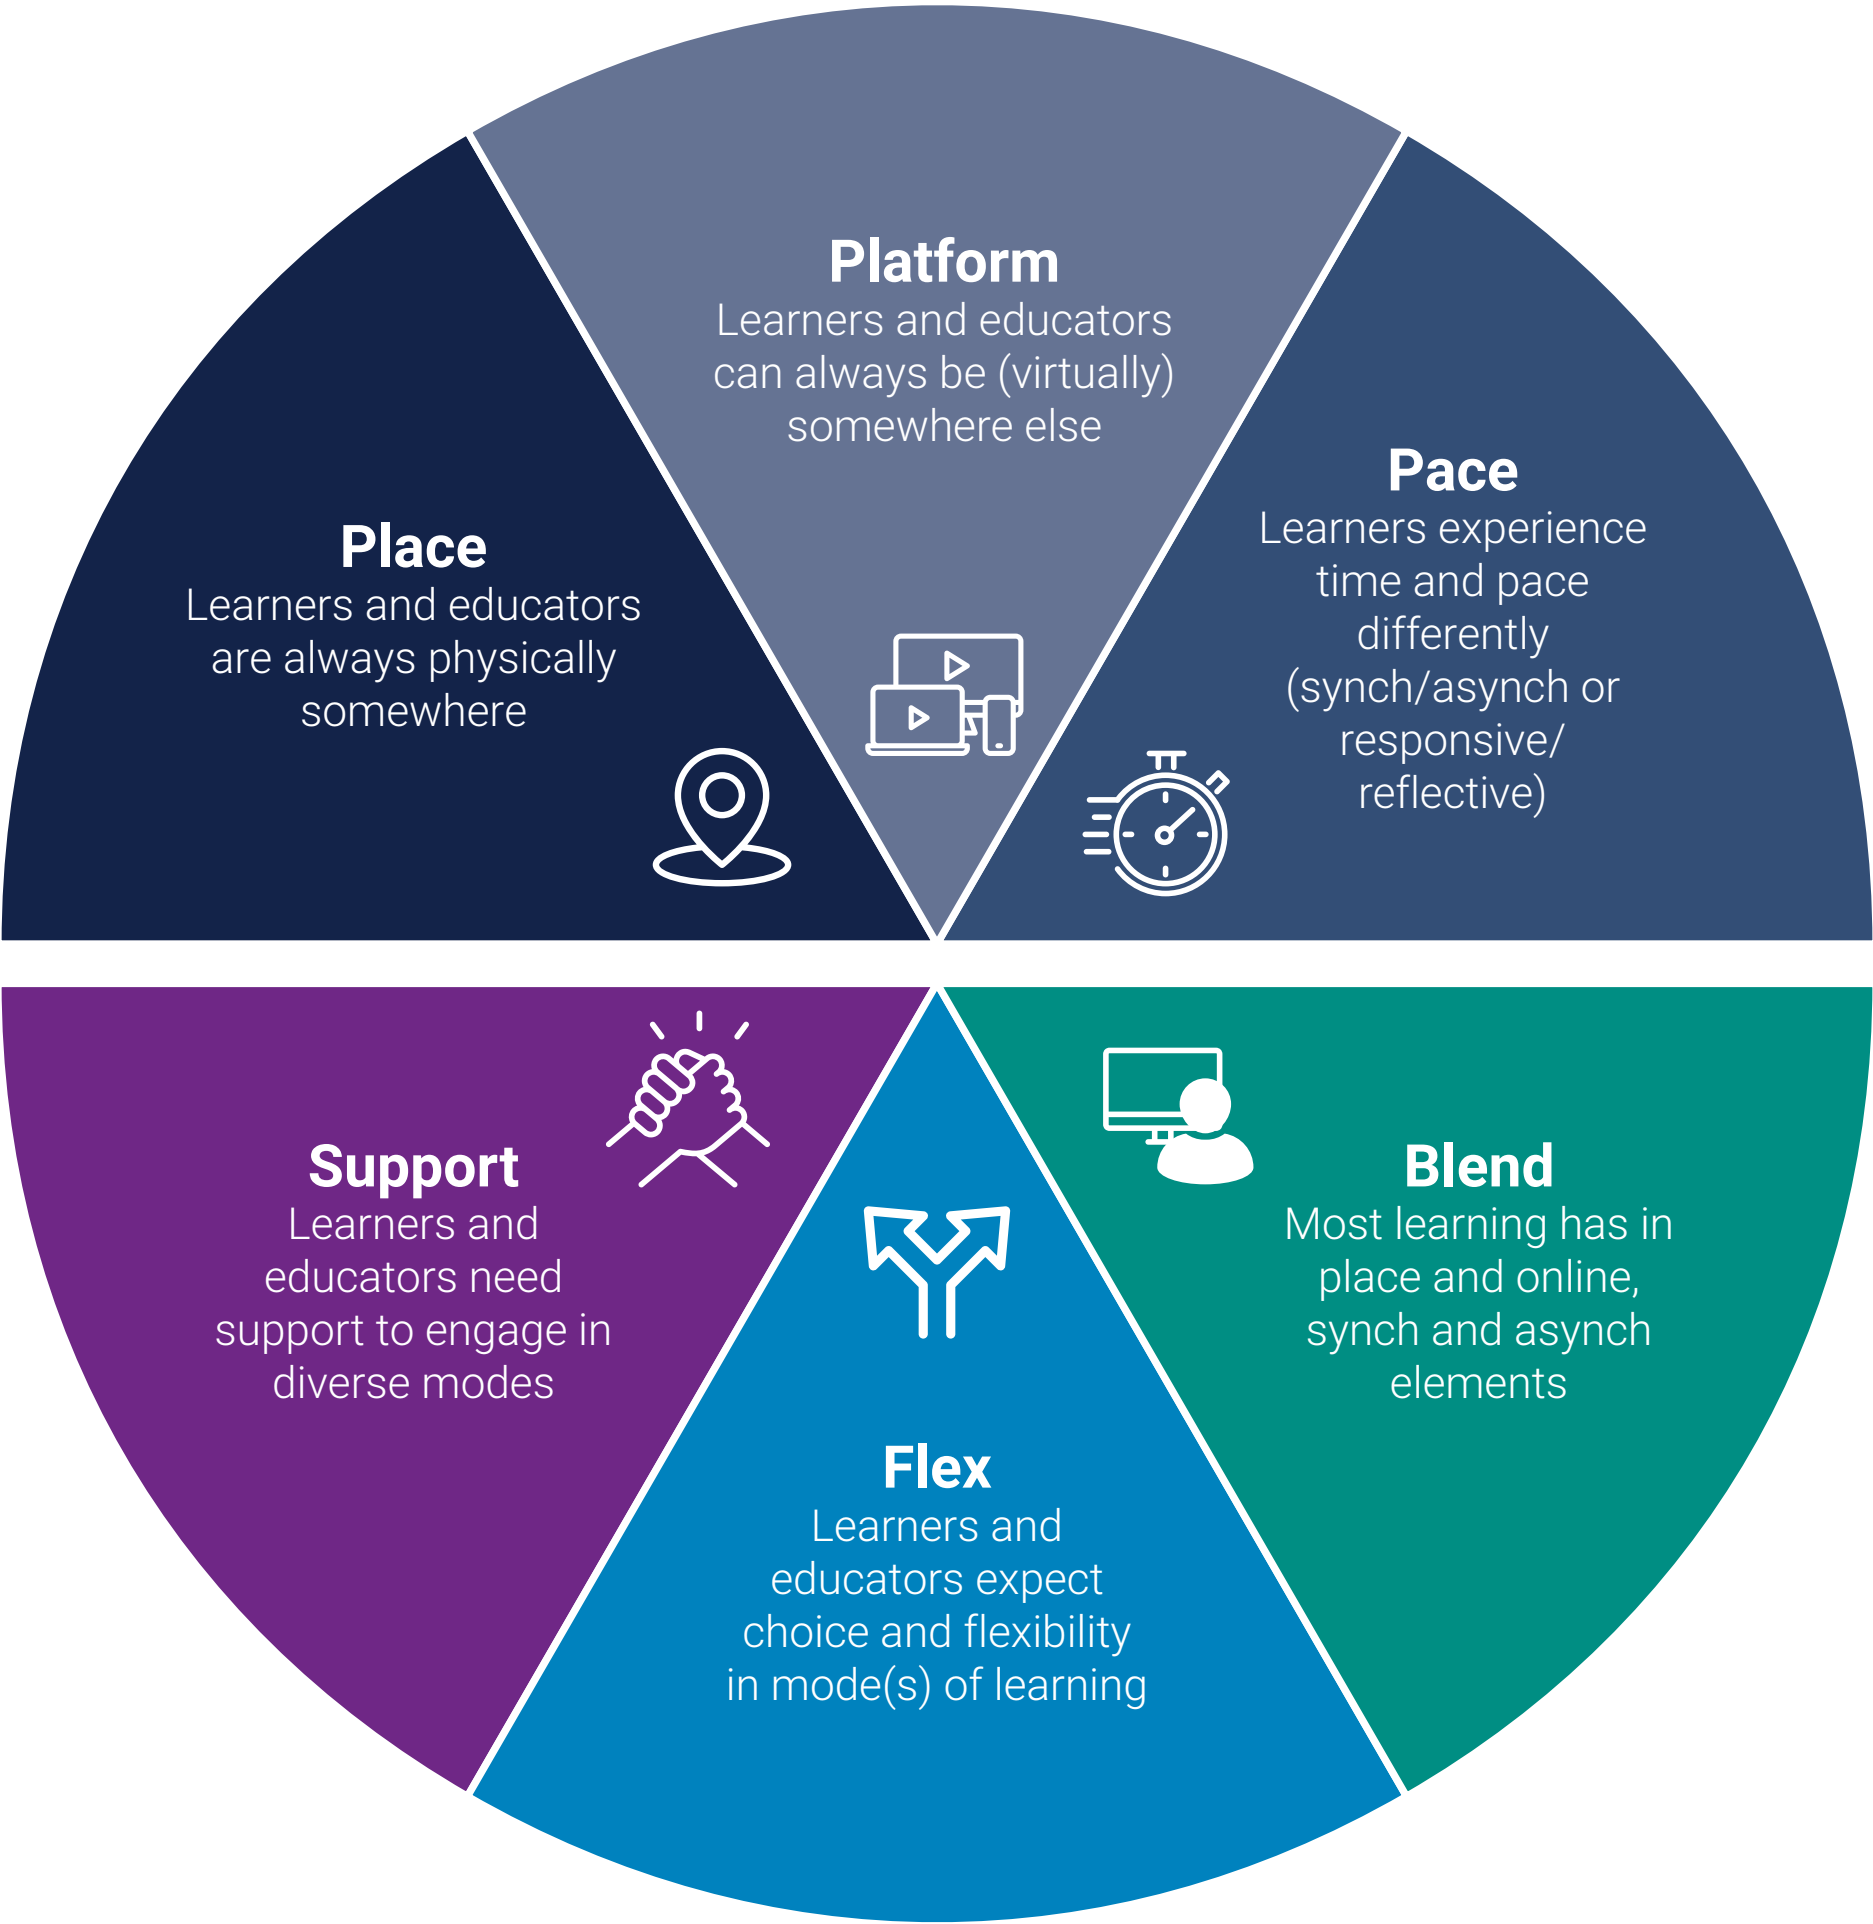 Platform
Learners and educators
can always be (virtually)
somewhere else
Pace
Learners experience
time and pace
differently
(synch/asynch or
responsive/
reflective)
Place
Learners and educators
are always physically
somewhere
Support
Learners and
educators need
support to engage in
diverse modes
Blend
Most learning has in
place and online,
synch and asynch
elements
Flex
Learners and
educators expect
choice and flexibility
in mode(s) of learning